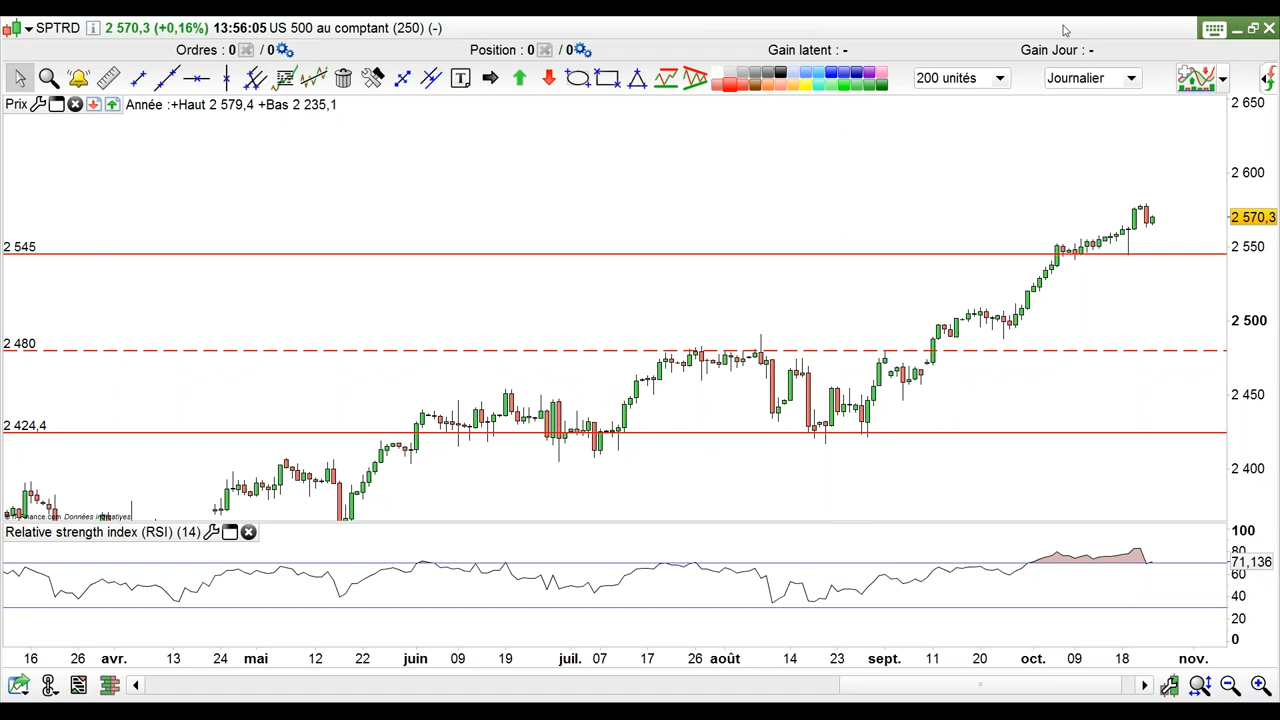 SPTRD 2 570,3 (+0,16%) 13:56:05 US 500 au comptant (250) (-)
Ordres : 0 / 0 Position : 0 / 0 Gain latent : - Gain Jour : -
200 unités Journalier
Prix Année :+Haut 2 579,4 +Bas 2 235,1
2 650
2 600
2 570,3
2 545
2 550
2 500
2 480
2 450
2 424,4
2 400
Données indicatives
Relative strength index (RSI) (14)
100
80
71,136
60
40
20
0
16 26 avr. 13 24 mai 12 22 juin 09 19 juil. 07 17 26 août 14 23 sept. 11 20 oct. 09 18 nov.